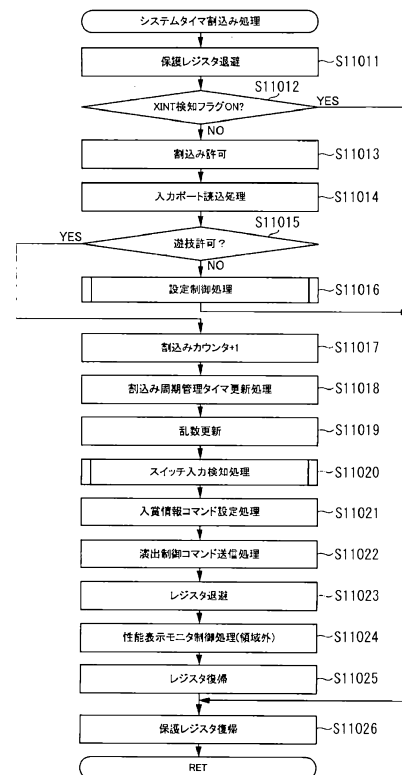 システムタイマ割込み処理
保護レジスタ退避
S11011
S11012
XINT検知フラグON?
YES
NO
割込み許可
S11013
入力ポート読込処理
S11014
S11015
YES
遊技許可?
NO
設定制御処理
S11016
割込みカウンタ+1
S11017
割込み周期管理タイマ更新処理
S11018
乱数更新
S11019
スイッチ入力検知処理
S11020
入賞情報コマンド設定処理
S11021
演出制御コマンド送信処理
S11022
レジスタ退避
S11023
性能表示モニタ制御処理(領域外)
S11024
レジスタ復帰
S11025
保護レジスタ復帰
S11026
RET